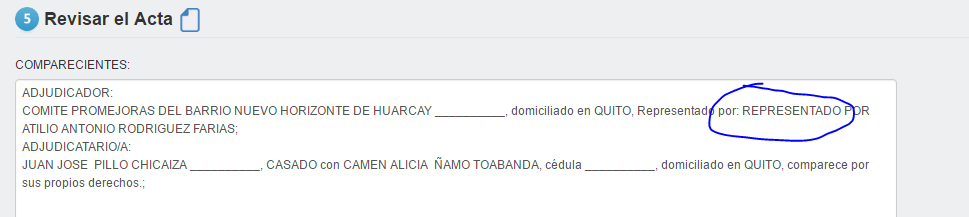 5 Revisar el Acta
COMPARECIENTES:
ADJUDICADOR:
COMITE PROMEJORAS DEL BARRIO NUEVO HORIZONTE DE HUARCAY __________, domiciliado en QUITO, Representado por: REPRESENTADO POR
ATILIO ANTONIO RODRIGUEZ FARIAS;
ADJUDICATARIO/A:
JUAN JOSE  PILLO CHICAIZA __________, CASADO con CAMEN ALICIA  ÑAMO TOABANDA, cédula __________, domiciliado en QUITO, comparece por
sus propios derechos.;